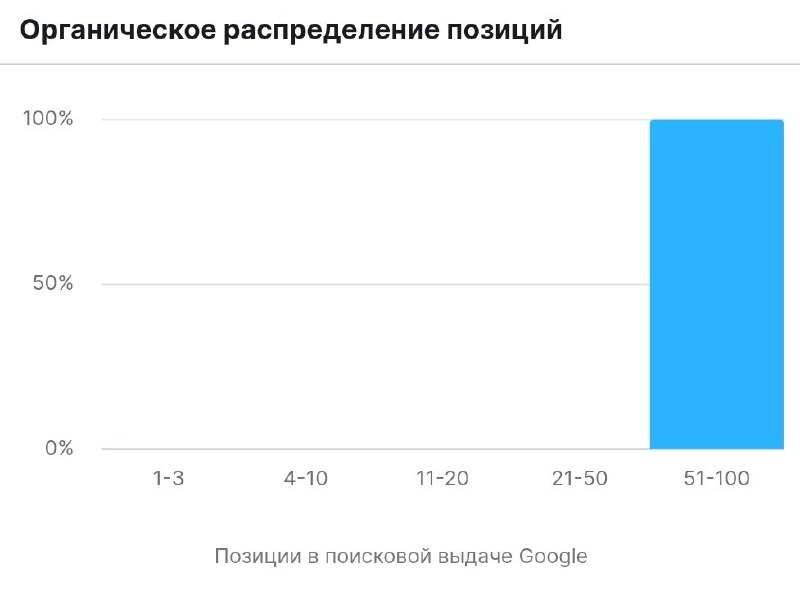 Органическое распределение позиций
100%
50%
0%
1-3 4-10 11-20 21-50 51-100
Позиции в поисковой выдаче Google